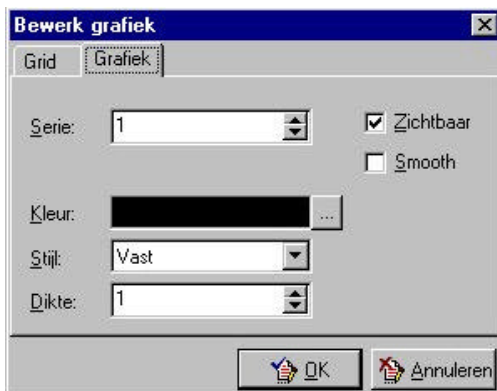 Bewerk grafiek
Grid Grafiek
Serie: 1 Zichtbaar
Smooth
Kleur: ...
Stijl: Vast
Dikte: 1
OK Annuleren